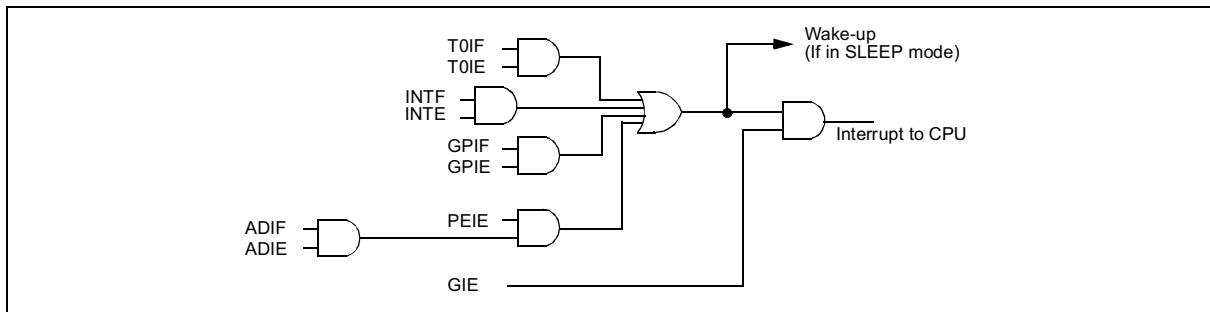 T0IF
T0IE
Wake-up
(If in SLEEP mode)
INTF
INTE
GPIF
GPIE
Interrupt to CPU
ADIF
ADIE
PEIE
GIE